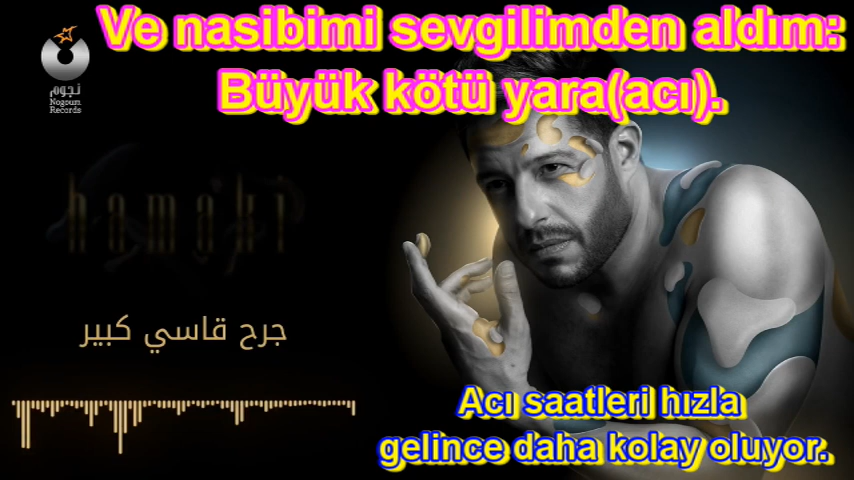 Ve nasibimi sevgilimden aldım:
Büyük kötü yara(acı).
نجوم
Nogoum
Records
hamaki
جرح قاسي كبير
Acı saatleri hızla
gelince daha kolay oluyor.